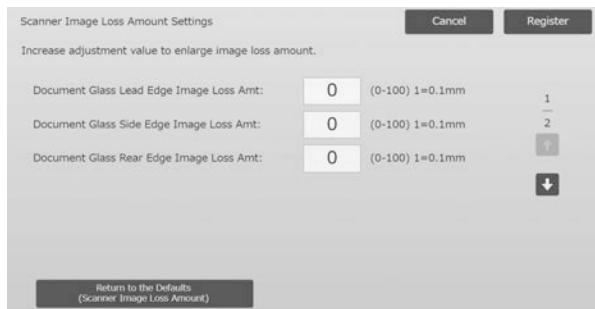 Scanner Image Loss Amount Settings
Cancel
Register
Increase adjustment value to enlarge image loss amount.
Document Glass Lead Edge Image Loss Amt: 0 (0-100) 1=0.1mm
Document Glass Side Edge Image Loss Amt: 0 (0-100) 1=0.1mm
Document Glass Rear Edge Image Loss Amt: 0 (0-100) 1=0.1mm
1
2
Return to the Defaults
(Scanner Image Loss Amount)